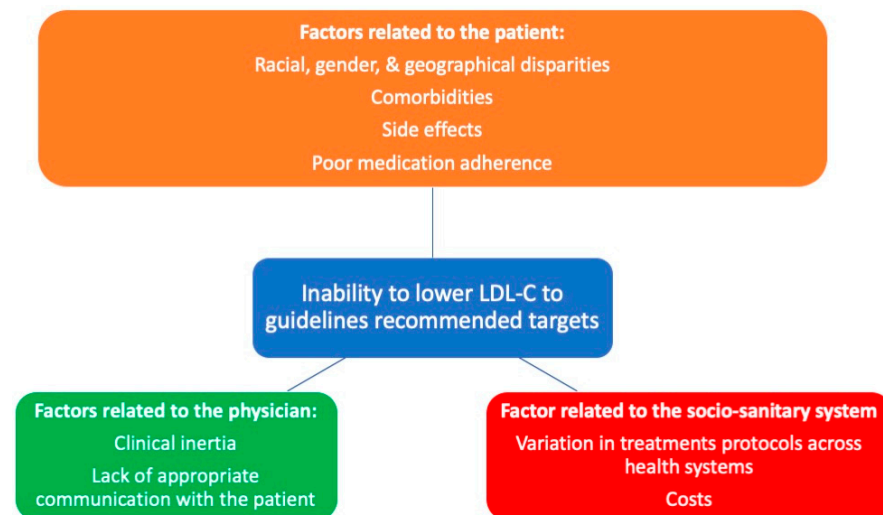 Factors related to the patient:
Racial, gender, & geographical disparities
Comorbidities
Side effects
Poor medication adherence
Inability to lower LDL-C to
guidelines recommended targets
Factors related to the physician:
Clinical inertia
Lack of appropriate
communication with the patient
Factor related to the socio-sanitary system
Variation in treatments protocols across
health systems
Costs